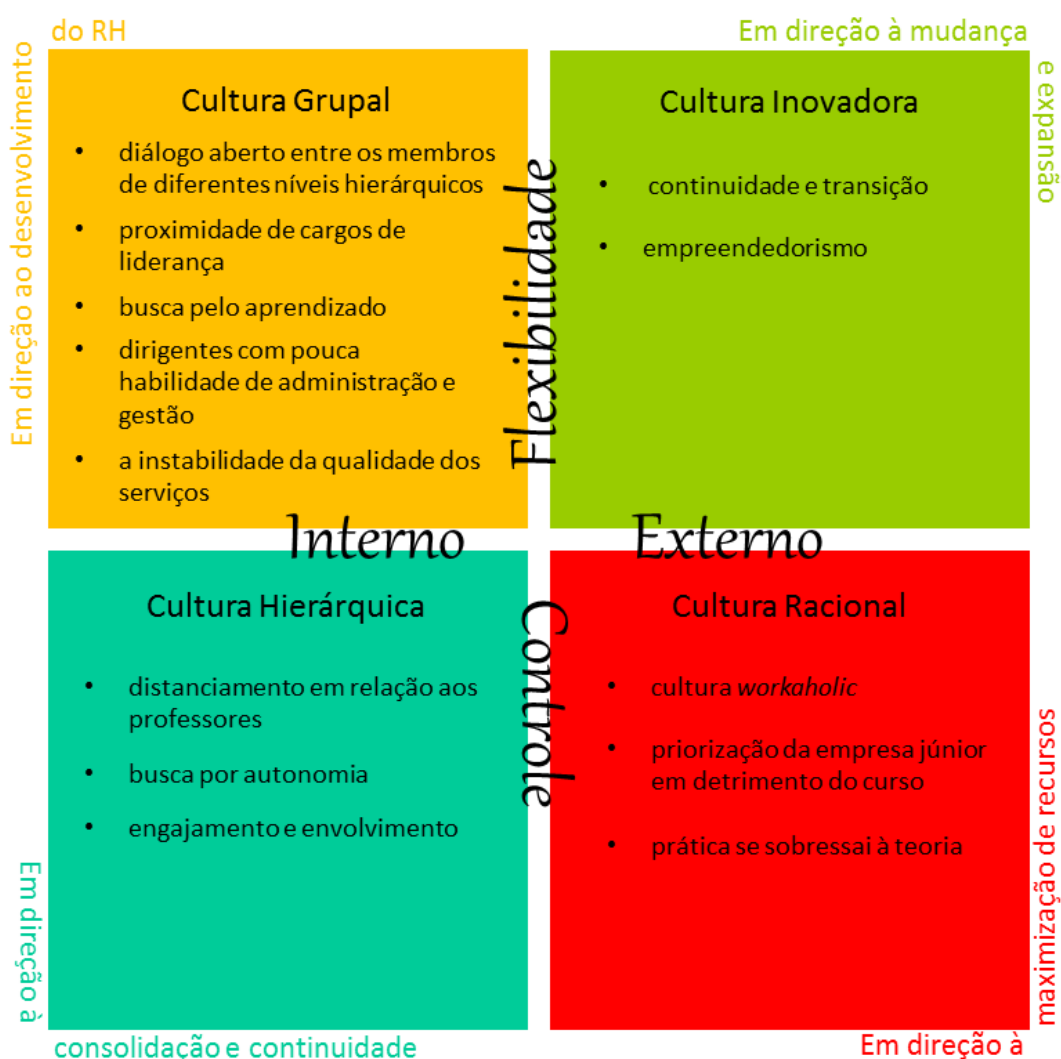 do RH
Em direção à mudança
Em direção ao desenvolvimento
e expansão
Cultura Grupal
• diálogo aberto entre os membros
de diferentes níveis hierárquicos
• proximidade de cargos de
liderança
• busca pelo aprendizado
• dirigentes com pouca
habilidade de administração e
gestão
• a instabilidade da qualidade dos
serviços
Flexibilidade
Cultura Inovadora
• continuidade e transição
• empreendedorismo
Interno
Externo
Cultura Hierárquica
• distanciamento em relação aos
professores
• busca por autonomia
• engajamento e envolvimento
Controle
Cultura Racional
• cultura workaholic
• priorização da empresa júnior
em detrimento do curso
• prática se sobressai à teoria
Em direção à
consolidação e continuidade
Em direção à
maximização de recursos